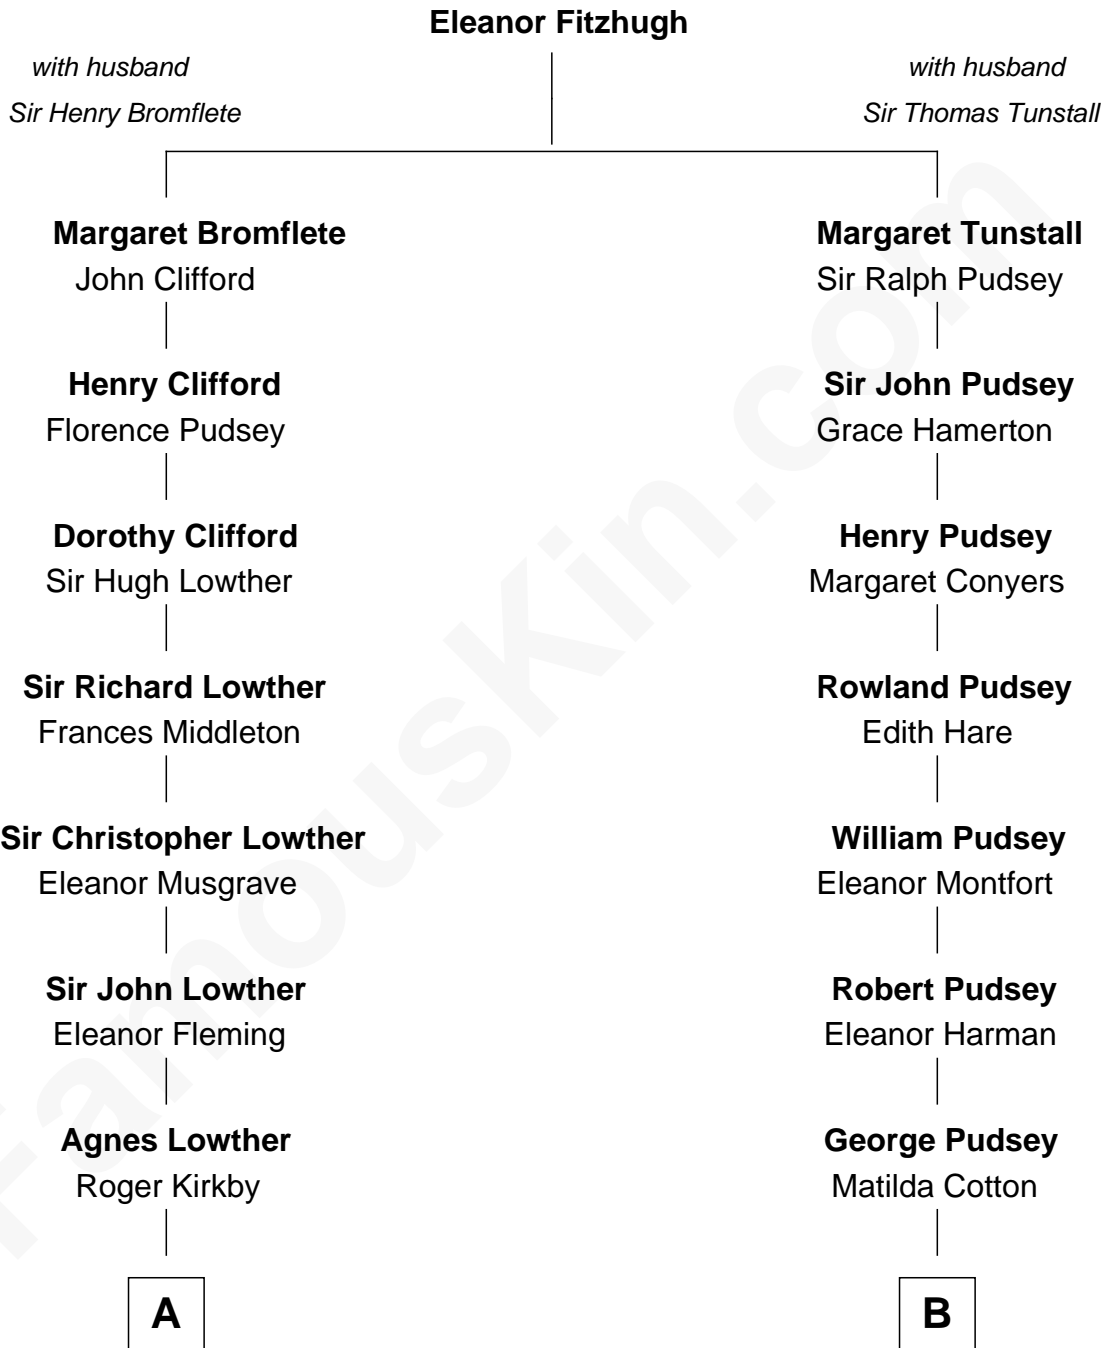 Eleanor Fitzhugh
with husband
Sir Henry Bromflete
with husband
Sir Thomas Tunstall
Margaret Bromflete
John Clifford
Margaret Tunstall
Sir Ralph Pudsey
Henry Clifford
Florence Pudsey
Sir John Pudsey
Grace Hamerton
Dorothy Clifford
Sir Hugh Lowther
Henry Pudsey
Margaret Conyers
Sir Richard Lowther
Frances Middleton
Rowland Pudsey
Edith Hare
Sir Christopher Lowther
Eleanor Musgrave
William Pudsey
Eleanor Montfort
Sir John Lowther
Eleanor Fleming
Robert Pudsey
Eleanor Harman
Agnes Lowther
Roger Kirkby
George Pudsey
Matilda Cotton
A
B
FamousKin.com